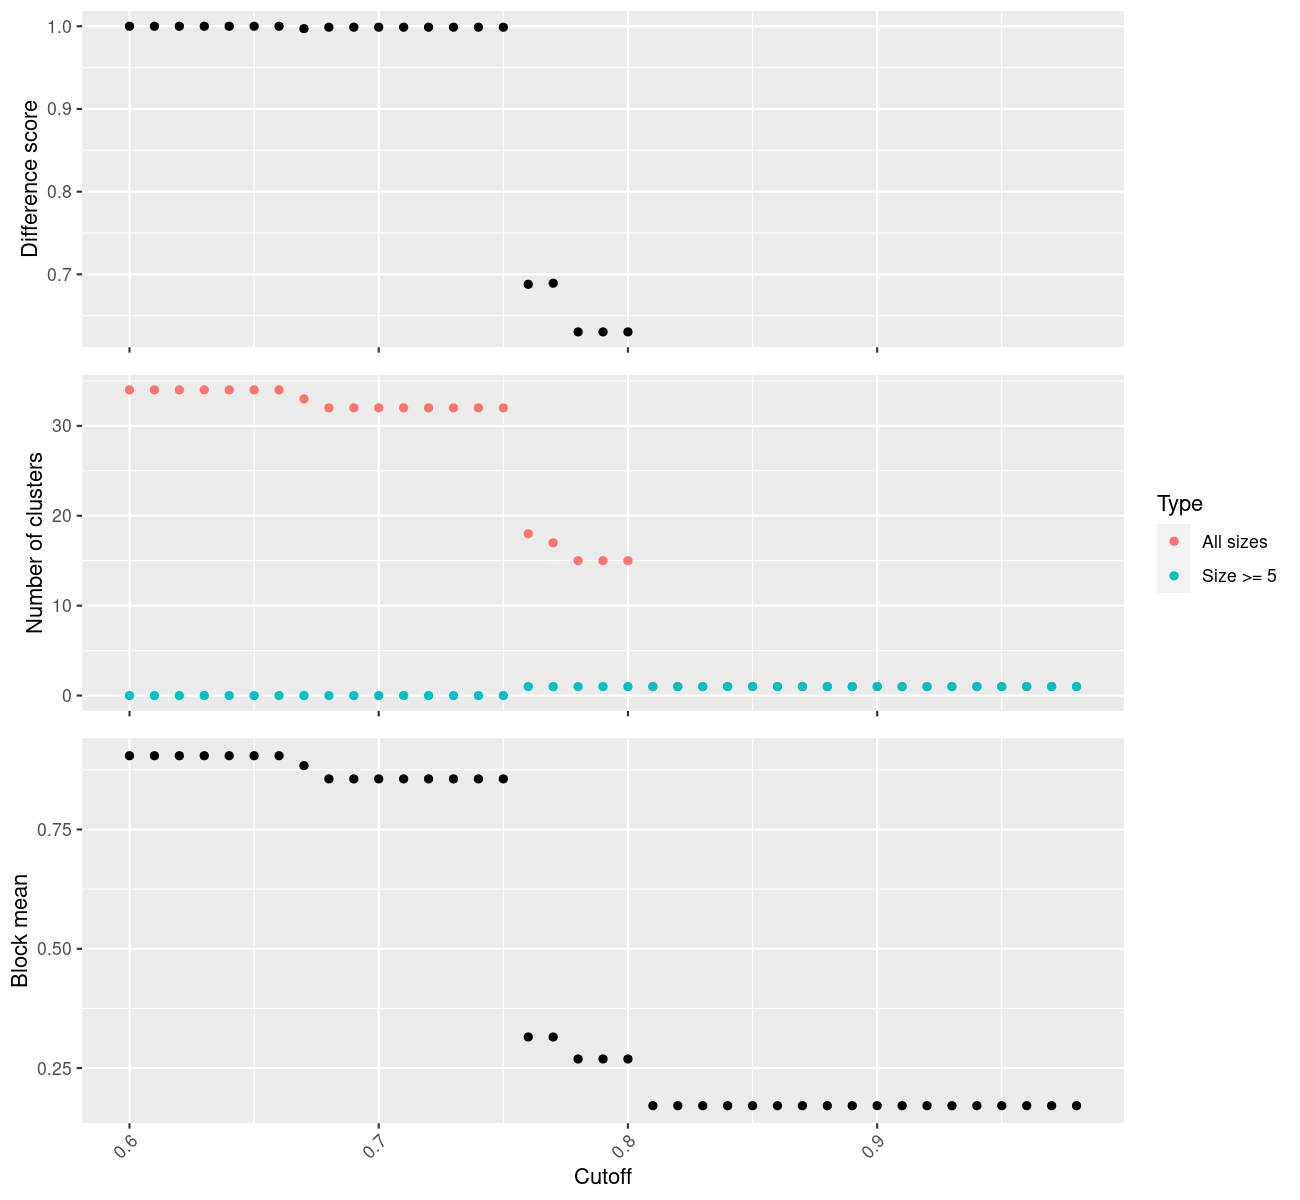 Difference score
1.0
0.9
0.8
0.7
Number of clusters
30
20
10
0
Type
All sizes
Size >= 5
Block mean
0.75
0.50
0.25
0.6
0.7
0.8
0.9
Cutoff